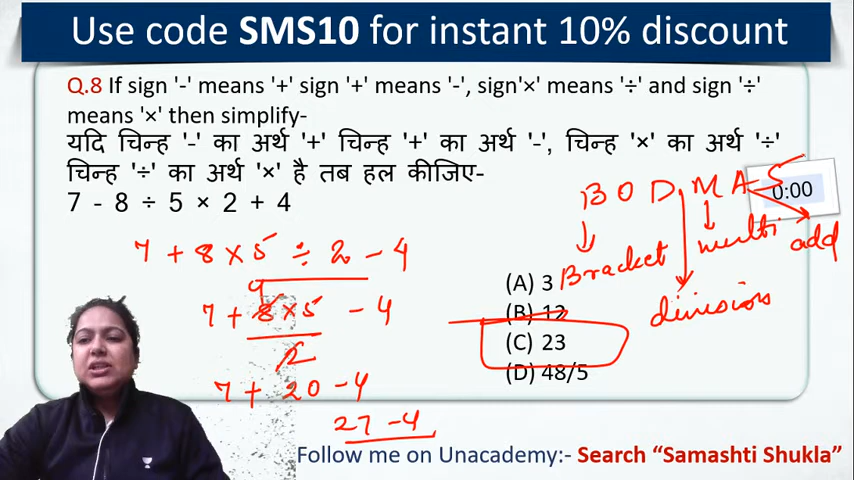 Use code SMS10 for instant 10% discount
Q.8 If sign '-' means '+' sign '+' means '-', sign'×' means '÷' and sign '÷'
means '×' then simplify-
यदि चिन्ह '-' का अर्थ '+' चिन्ह '+' का अर्थ '-', चिन्ह '×' का अर्थ '÷'
चिन्ह '÷' का अर्थ '×' है तब हल कीजिए-
7 - 8 ÷ 5 × 2 + 4
0:00
B O D M A S
Bracket
division
multi
add
7 + 8 × 5 ÷ 2 - 4
7 + 8×5 - 4
2
7 + 20 - 4
27 - 4
(A) 3
(B) 12
(C) 23
(D) 48/5
Follow me on Unacademy:- Search “Samashti Shukla”